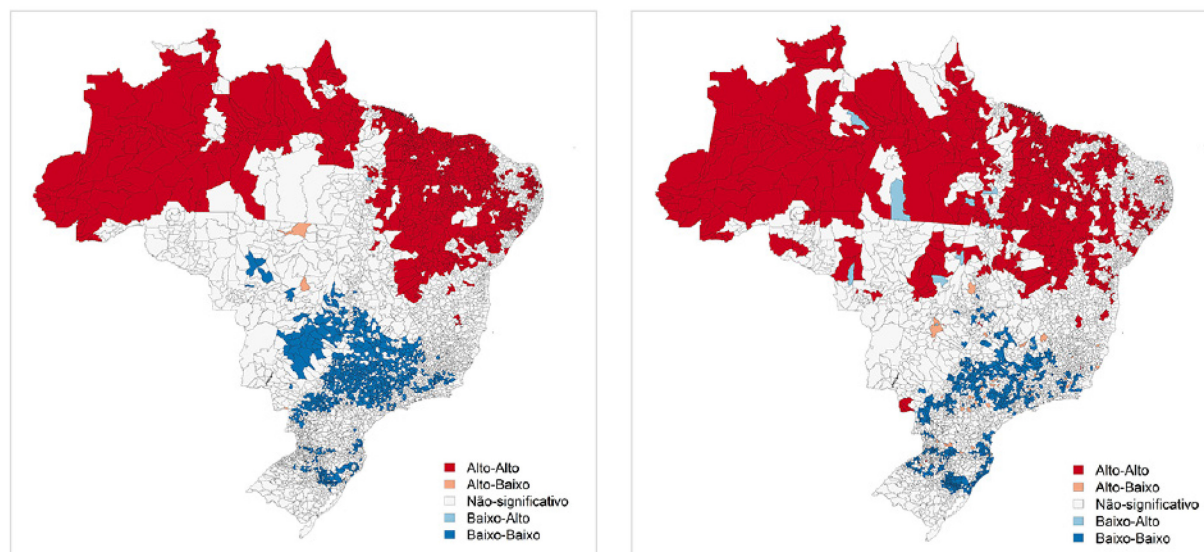 Alto-Alto
Alto-Baixo
Não-significativo
Baixo-Alto
Baixo-Baixo
Alto-Alto
Alto-Baixo
Não-significativo
Baixo-Alto
Baixo-Baixo